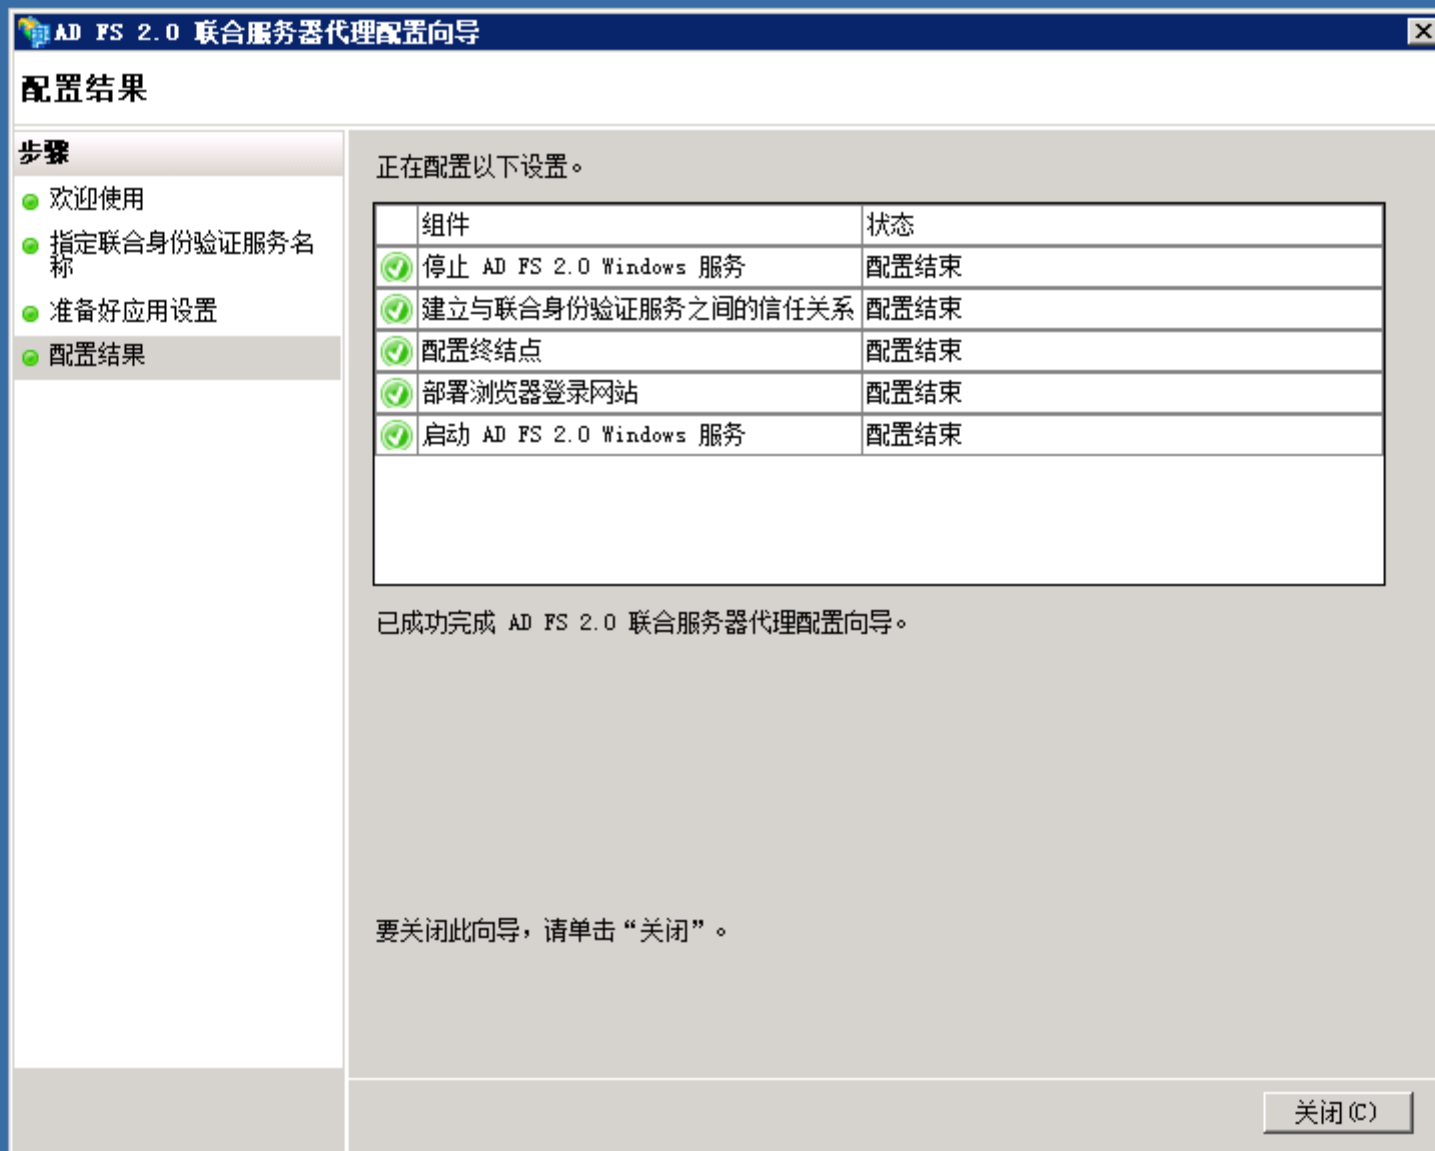 AD FS 2.0 联合服务器代理配置向导
配置结果
步骤
欢迎使用
指定联合身份验证服务名
称
准备好应用设置
配置结果
正在配置以下设置。
组件 状态
停止 AD FS 2.0 Windows 服务 配置结束
建立与联合身份验证服务之间的信任关系 配置结束
配置终结点 配置结束
部署浏览器登录网站 配置结束
启动 AD FS 2.0 Windows 服务 配置结束
已成功完成 AD FS 2.0 联合服务器代理配置向导。
要关闭此向导，请单击“关闭”。
关闭(C)